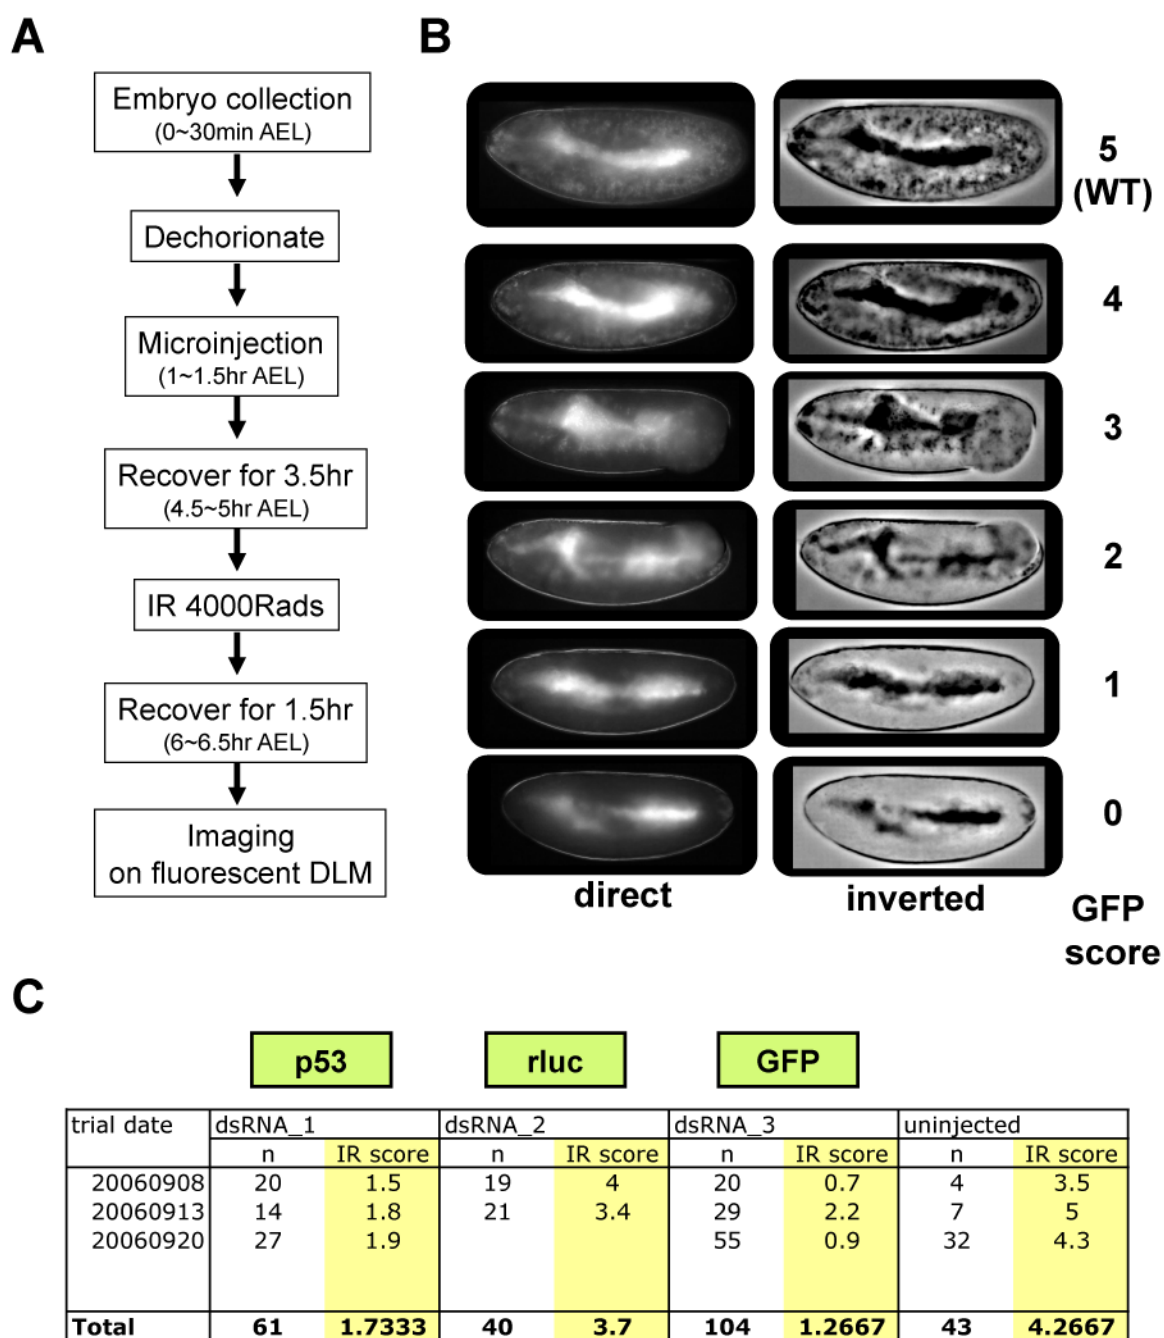 A
Embryo collection
(0~30min AEL)
Dechorionate
Microinjection
(1~1.5hr AEL)
Recover for 3.5hr
(4.5~5hr AEL)
IR 4000Rads
Recover for 1.5hr
(6~6.5hr AEL)
Imaging
on fluorescent DLM
B
5
(WT)
4
3
2
1
0
direct inverted
GFP
score
C
p53 rluc GFP
trial date dsRNA_1 dsRNA_2 dsRNA_3 uninjected
n IR score n IR score n IR score n IR score
20060908 20 1.5 19 4 20 0.7 4 3.5
20060913 14 1.8 21 3.4 29 2.2 7 5
20060920 27 1.9 55 0.9 32 4.3
Total 61 1.7333 40 3.7 104 1.2667 43 4.2667